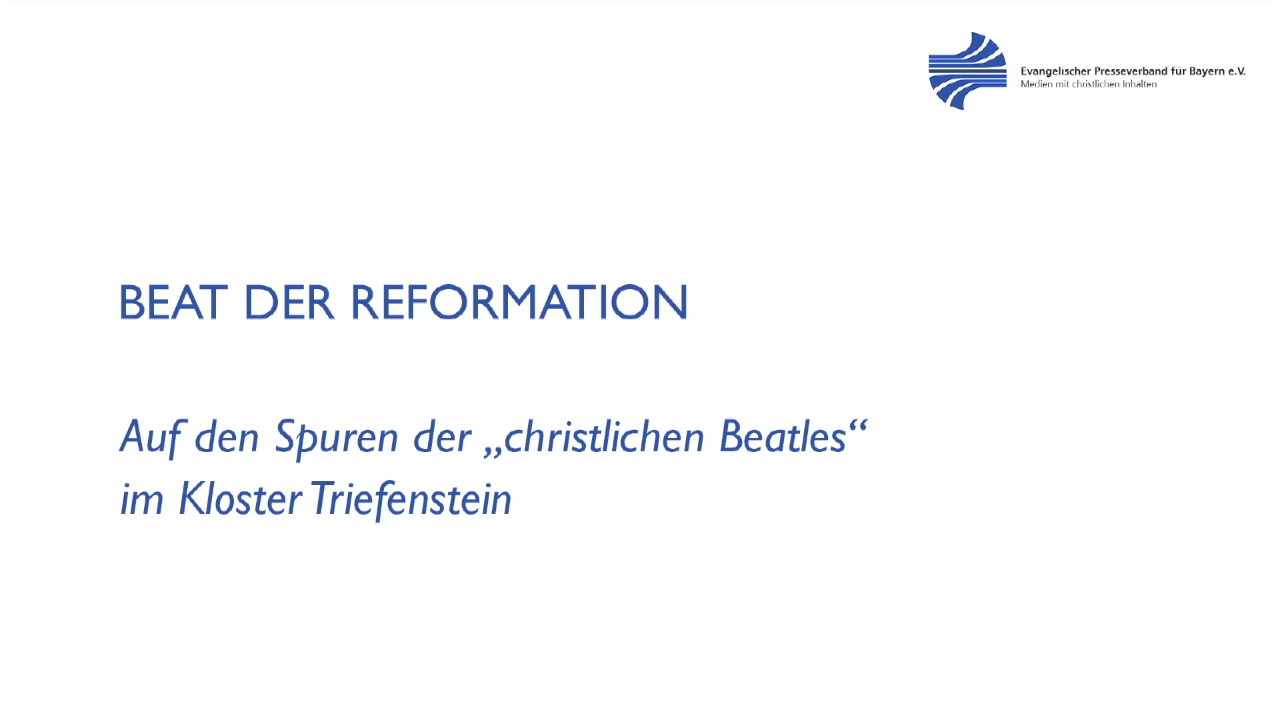 Evangelischer Presseverband für Bayern e.V.
Medien mit christlichen Inhalten
BEAT DER REFORMATION
Auf den Spuren der „christlichen Beatles“
im Kloster Triefenstein